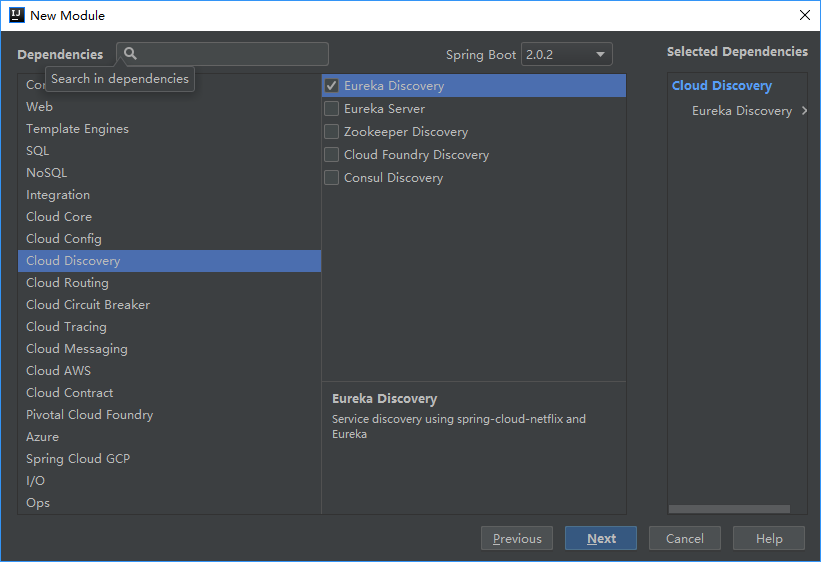 New Module
Dependencies
Spring Boot 2.0.2
Selected Dependencies
Search in dependencies
Web
Template Engines
SQL
NoSQL
Integration
Cloud Core
Cloud Config
Cloud Discovery
Cloud Routing
Cloud Circuit Breaker
Cloud Tracing
Cloud Messaging
Cloud AWS
Cloud Contract
Pivotal Cloud Foundry
Azure
Spring Cloud GCP
I/O
Ops
Eureka Discovery
Eureka Server
Zookeeper Discovery
Cloud Foundry Discovery
Consul Discovery
Eureka Discovery
Service discovery using spring-cloud-netflix and
Eureka
Cloud Discovery
Eureka Discovery
Previous
Next
Cancel
Help